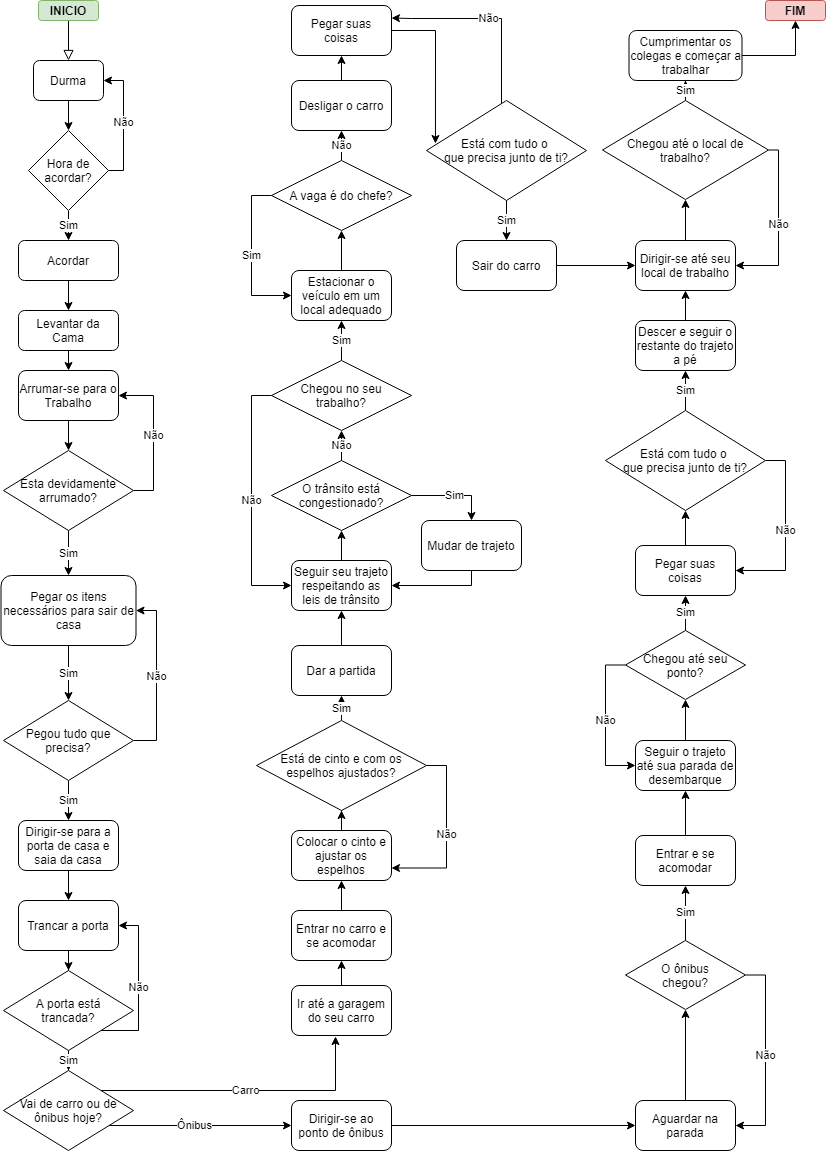 INICIO
Durma
Não
Hora de
acordar?
Sim
Acordar
Levantar da
Cama
Arrumar-se para o
Trabalho
Não
Esta devidamente
arrumado?
Sim
Pegar os itens
necessários para sair de
casa
Sim
Não
Pegou tudo que
precisa?
Sim
Dirigir-se para a
porta de casa e
saia da casa
Trancar a porta
Não
A porta está
trancada?
Sim
Vai de carro ou de
ônibus hoje?
Carro
Ônibus
Pegar suas
coisas
Não
Desligar o carro
Não
A vaga é do chefe?
Sim
Estacionar o
veículo em um
local adequado
Sim
Chegou no seu
trabalho?
Não
Não
O trânsito está
congestionado?
Sim
Mudar de trajeto
Seguir seu trajeto
respeitando as
leis de trânsito
Dar a partida
Sim
Está de cinto e com os
espelhos ajustados?
Não
Colocar o cinto e
ajustar os
espelhos
Entrar no carro e
se acomodar
Ir até a garagem
do seu carro
Dirigir-se ao
ponto de ônibus
Está com tudo o
que precisa junto de ti?
Sim
Sair do carro
FIM
Cumprimentar os
colegas e começar a
trabalhar
Sim
Chegou até o local de
trabalho?
Não
Dirigir-se até seu
local de trabalho
Descer e seguir o
restante do trajeto
a pé
Sim
Está com tudo o
que precisa junto de ti?
Não
Pegar suas
coisas
Sim
Chegou até seu
ponto?
Não
Seguir o trajeto
até sua parada de
desembarque
Entrar e se
acomodar
Sim
O ônibus
chegou?
Não
Aguardar na
parada